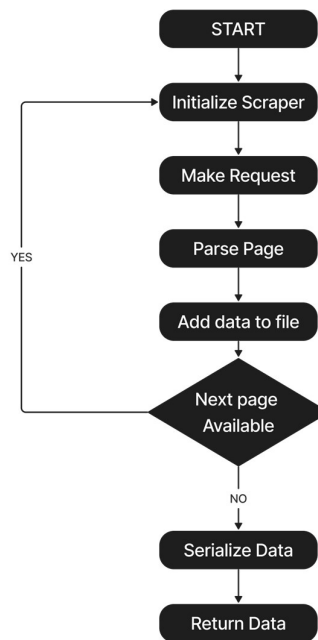 START
Initialize Scraper
Make Request
Parse Page
YES
Add data to file
Next page
Available
NO
Serialize Data
Return Data